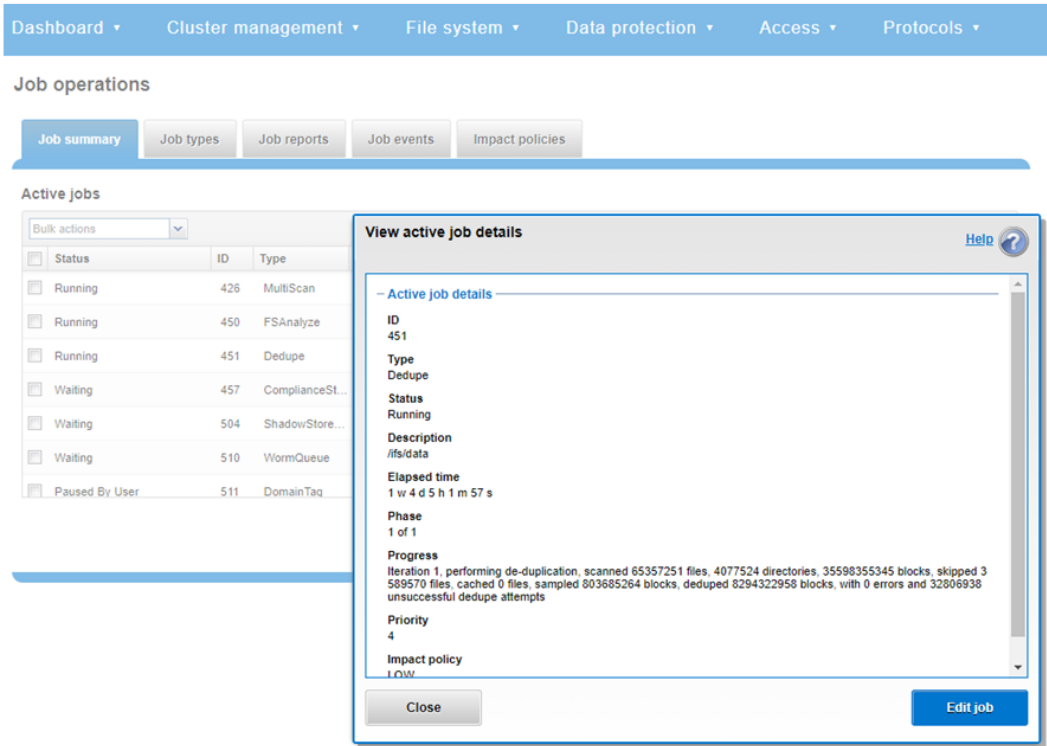 Dashboard Cluster management File system Data protection Access Protocols
Job operations
Job summary Job types Job reports Job events Impact policies
Active jobs
Bulk actions
Status ID Type
Running 426 MultiScan
Running 450 FSAnalyze
Running 451 Dedupe
Waiting 457 ComplianceSt...
Waiting 504 ShadowStore...
Waiting 510 WormQueue
Paused By User 511 DomainTag
View active job details
Help
Active job details
ID
451
Type
Dedupe
Status
Running
Description
/ifs/data
Elapsed time
1 w 4 d 5 h 1 m 57 s
Phase
1 of 1
Progress
Iteration 1, performing de-duplication, scanned 65357251 files, 4077524 directories, 35598355345 blocks, skipped 3
589570 files, cached 0 files, sampled 803685264 blocks, deduped 8294322958 blocks, with 0 errors and 32806938
unsuccessful dedupe attempts
Priority
4
Impact policy
LOW
Close Edit job